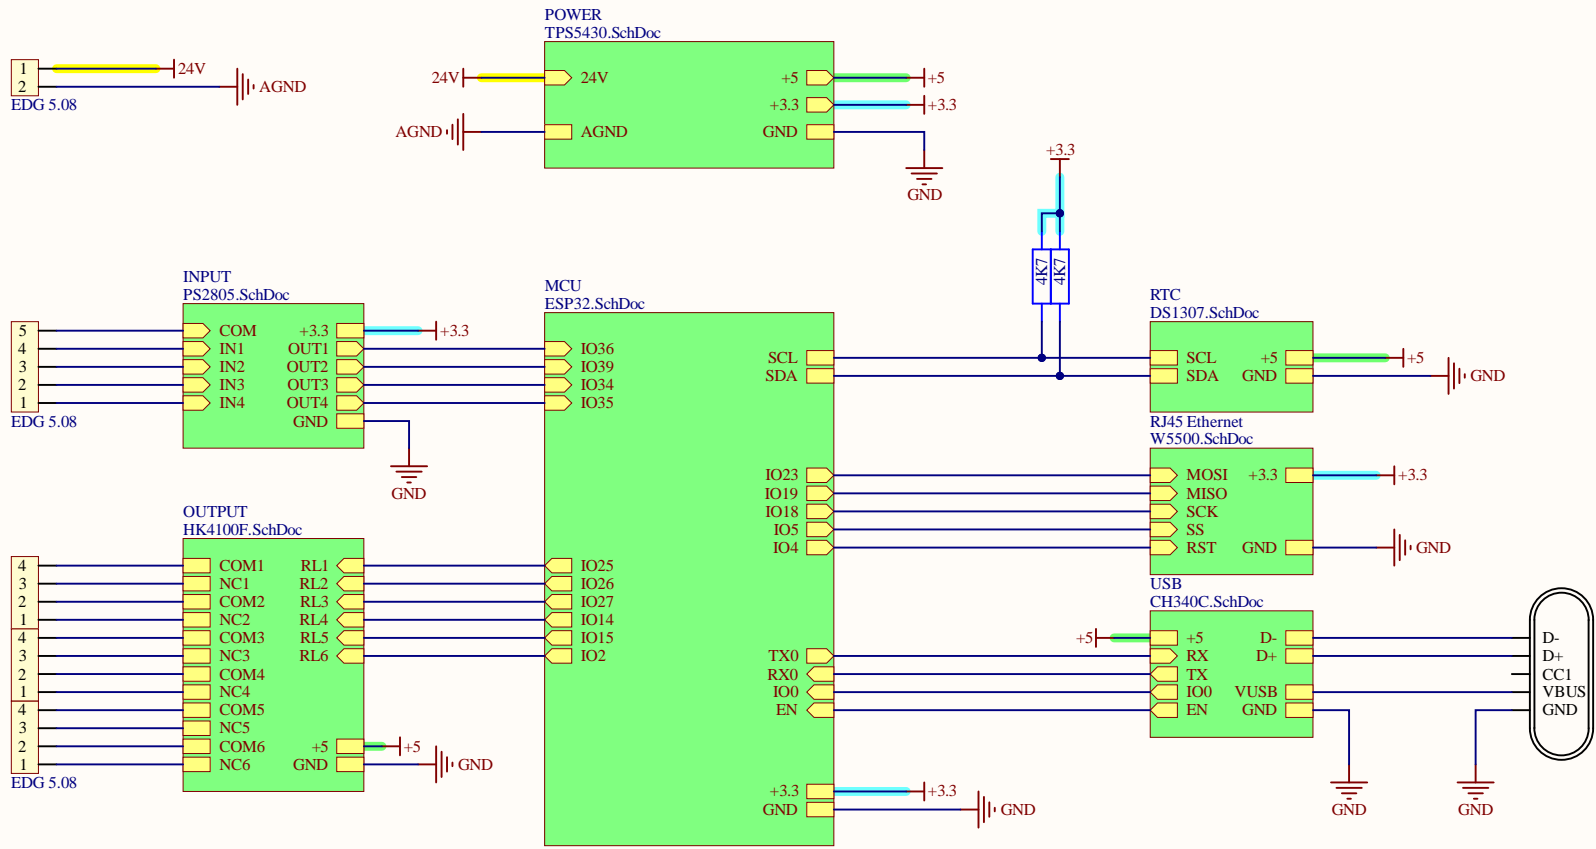 POWER
TPS5430.SchDoc
1
24V
2
AGND
EDG 5.08
24V
24V
+5
+5
+3.3
+3.3
AGND
AGND
GND
GND
+3.3
4K7
4K7
INPUT
PS2805.SchDoc
5
COM
+3.3
+3.3
4
IN1
OUT1
3
IN2
OUT2
2
IN3
OUT3
1
IN4
OUT4
EDG 5.08
GND
GND
MCU
ESP32.SchDoc
IO36
IO39
IO34
IO35
SCL
SDA
IO23
IO19
IO18
IO5
IO4
IO25
IO26
IO27
IO14
IO15
IO2
TX0
RX0
IO0
EN
+3.3
+3.3
GND
GND
OUTPUT
HK4100F.SchDoc
4
COM1
RL1
3
NC1
RL2
2
COM2
RL3
1
NC2
RL4
4
COM3
RL5
3
NC3
RL6
2
COM4
1
NC4
4
COM5
3
NC5
2
COM6
+5
+5
1
NC6
GND
GND
EDG 5.08
RTC
DS1307.SchDoc
SCL
+5
+5
SDA
GND
GND
RJ45 Ethernet
W5500.SchDoc
MOSI
+3.3
+3.3
MISO
SCK
SS
RST
GND
GND
USB
CH340C.SchDoc
+5
+5
D-
RX
D+
TX
IO0
VUSB
EN
GND
GND
D-
D+
CC1
VBUS
GND
GND